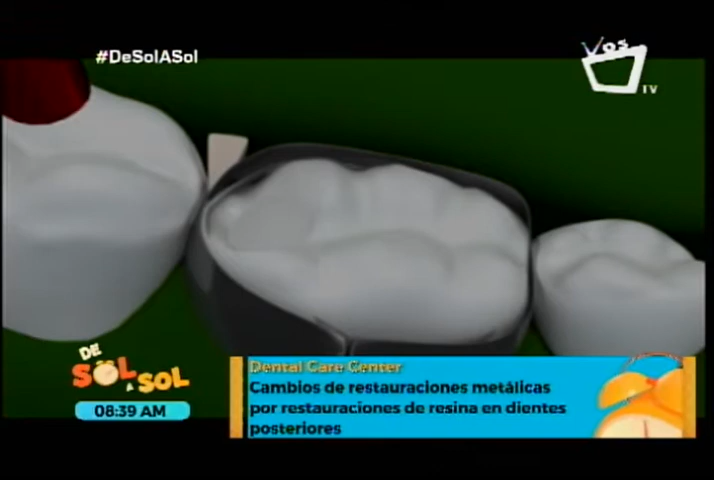 #DeSolASol
Vos
TV
DE
SOL
A SOL
08:39 AM
Dental Care Center
Cambios de restauraciones metálicas
por restauraciones de resina en dientes
posteriores